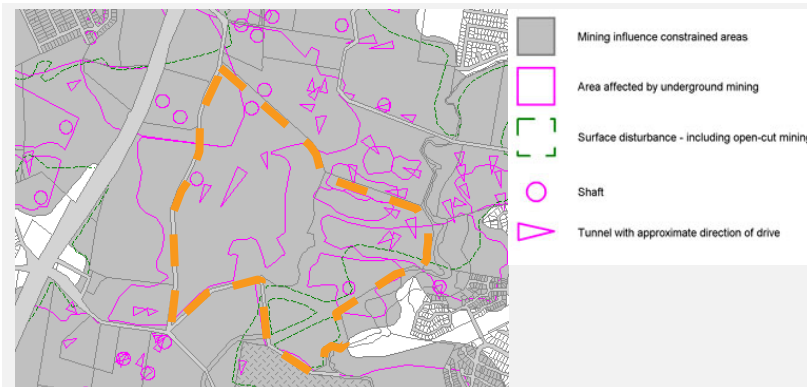 Mining influence constrained areas
Area affected by underground mining
Surface disturbance - including open-cut mining
Shaft
Tunnel with approximate direction of drive